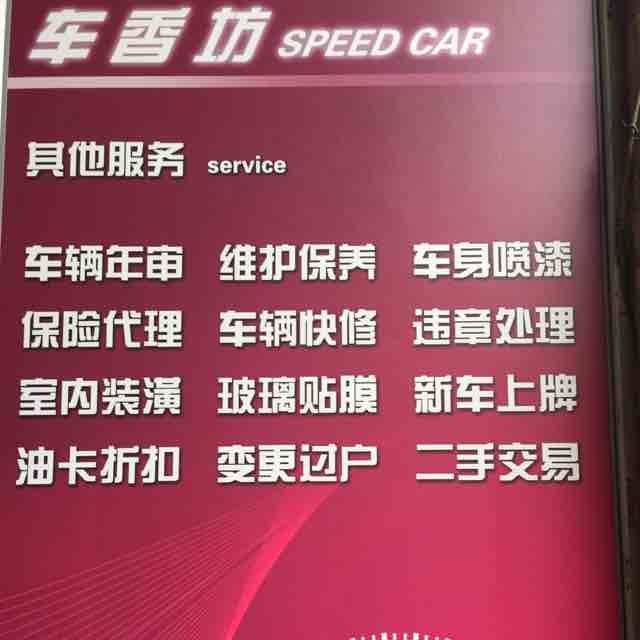 车香坊 SPEED CAR
其他服务 service
车辆年审 维护保养 车身喷漆
保险代理 车辆快修 违章处理
室内装潢 玻璃贴膜 新车上牌
油卡折扣 变更过户 二手交易